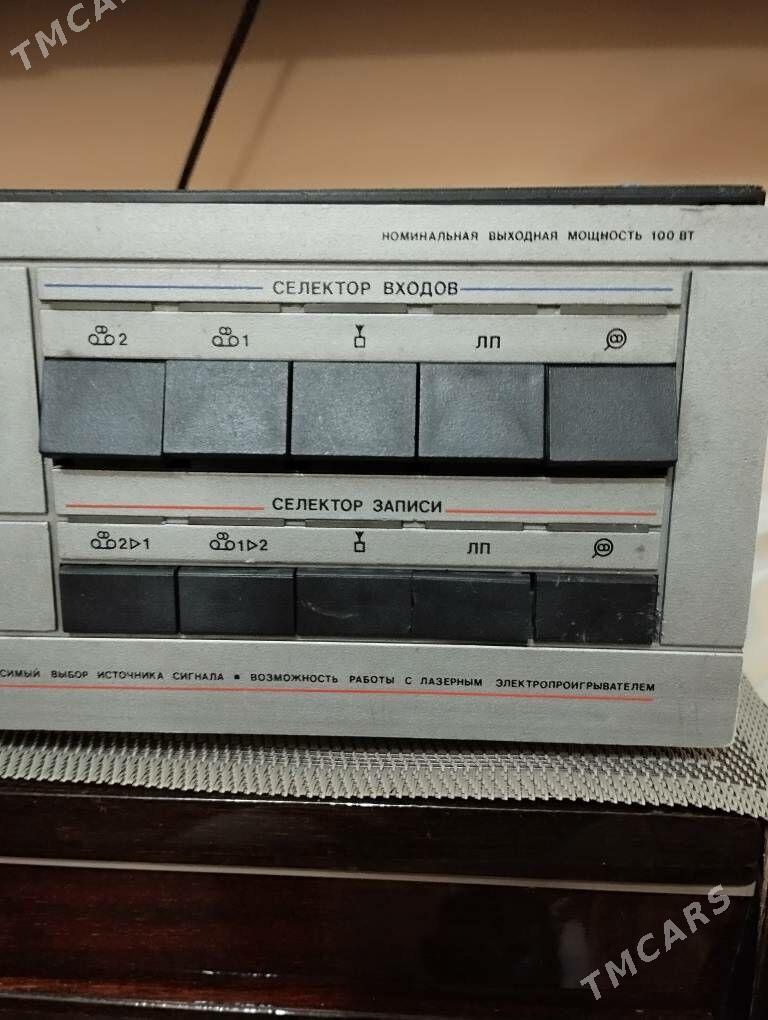 TMCARS
НОМИНАЛЬНАЯ ВЫХОДНАЯ МОЩНОСТЬ 100 ВТ
СЕЛЕКТОР ВХОДОВ
2 1 ЛП
СЕЛЕКТОР ЗАПИСИ
2▷1 1▷2 ЛП
ВЫБОР ИСТОЧНИКА СИГНАЛА ▪ ВОЗМОЖНОСТЬ РАБОТЫ С ЛАЗЕРНЫМ ЭЛЕКТРОПРОИГРЫВАТЕЛЕМ
TMCARS